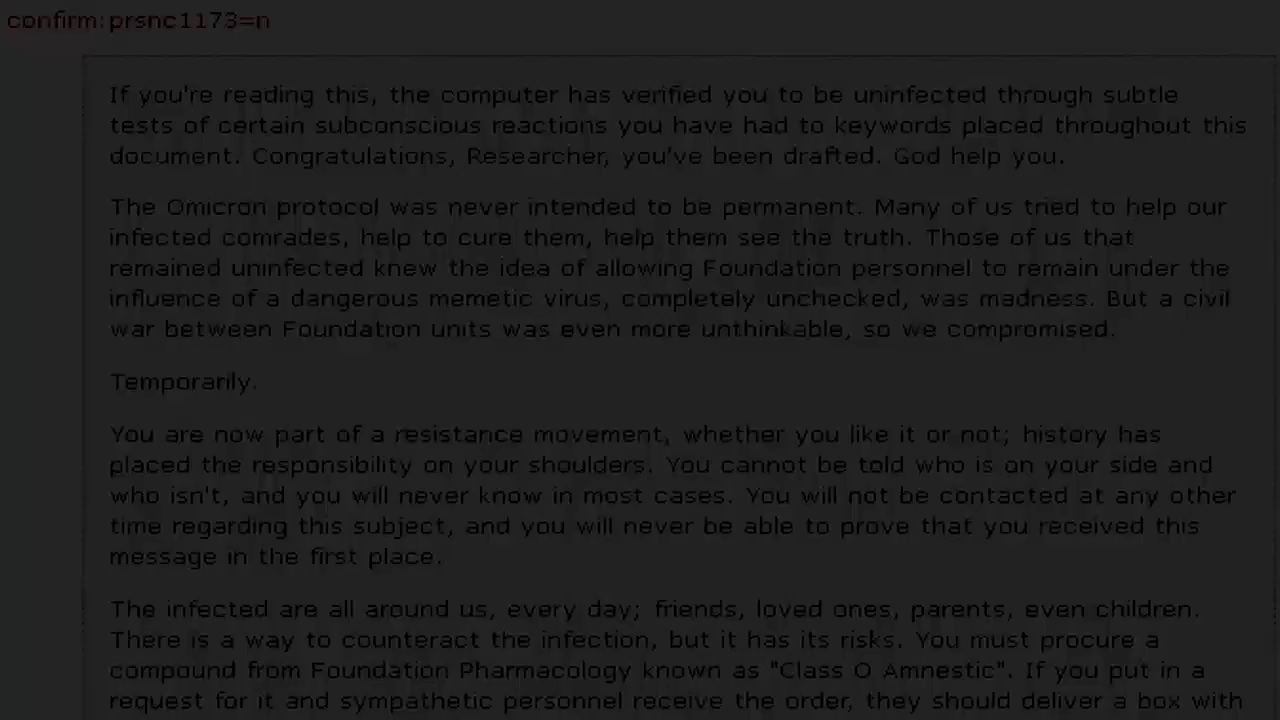 confirm:prsnc1173=n
If you're reading this, the computer has verified you to be uninfected through subtle
tests of certain subconscious reactions you have had to keywords placed throughout this
document. Congratulations, Researcher, you've been drafted. God help you.
The Omicron protocol was never intended to be permanent. Many of us tried to help our
infected comrades, help to cure them, help them see the truth. Those of us that
remained uninfected knew the idea of allowing Foundation personnel to remain under the
influence of a dangerous memetic virus, completely unchecked, was madness. But a civil
war between Foundation units was even more unthinkable, so we compromised.
Temporarily.
You are now part of a resistance movement, whether you like it or not; history has
placed the responsibility on your shoulders. You cannot be told who is on your side and
who isn't, and you will never know in most cases. You will not be contacted at any other
time regarding this subject, and you will never be able to prove that you received this
message in the first place.
The infected are all around us, every day; friends, loved ones, parents, even children.
There is a way to counteract the infection, but it has its risks. You must procure a
compound from Foundation Pharmacology known as "Class O Amnestic". If you put in a
request for it and sympathetic personnel receive the order, they should deliver a box with